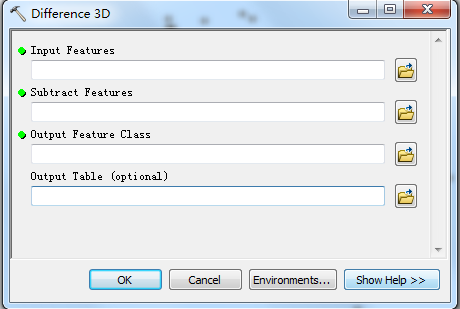 Difference 3D
Input Features
Subtract Features
Output Feature Class
Output Table (optional)
OK Cancel Environments... Show Help >>